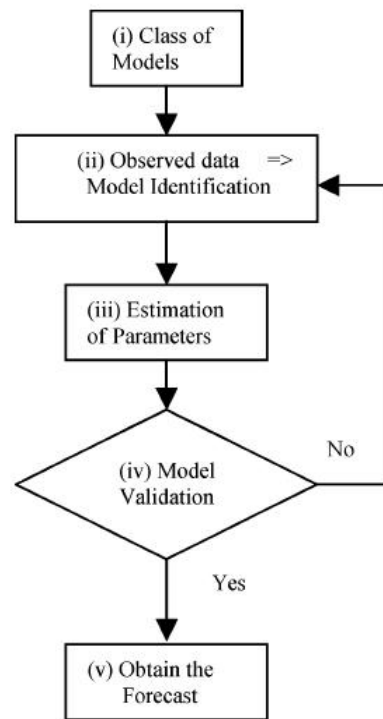 (i) Class of
Models
(ii) Observed data =>
Model Identification
(iii) Estimation
of Parameters
(iv) Model
Validation
No
Yes
(v) Obtain the
Forecast